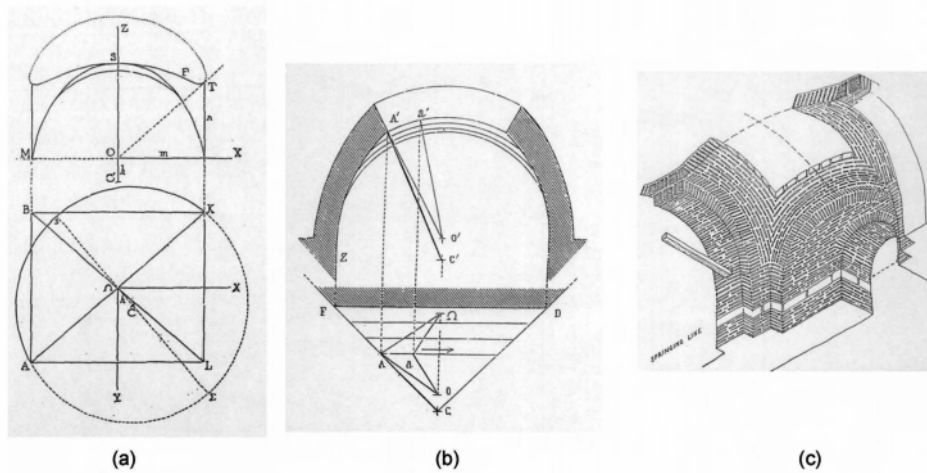 Z
S
F
T
n
M O m X
h
C
B X
s
Ω X
h
C
A L
Y Σ
A' a'
O'
C'
Z
F Ω D
A a
O
C
SPRINGING LINE
(a) (b) (c)